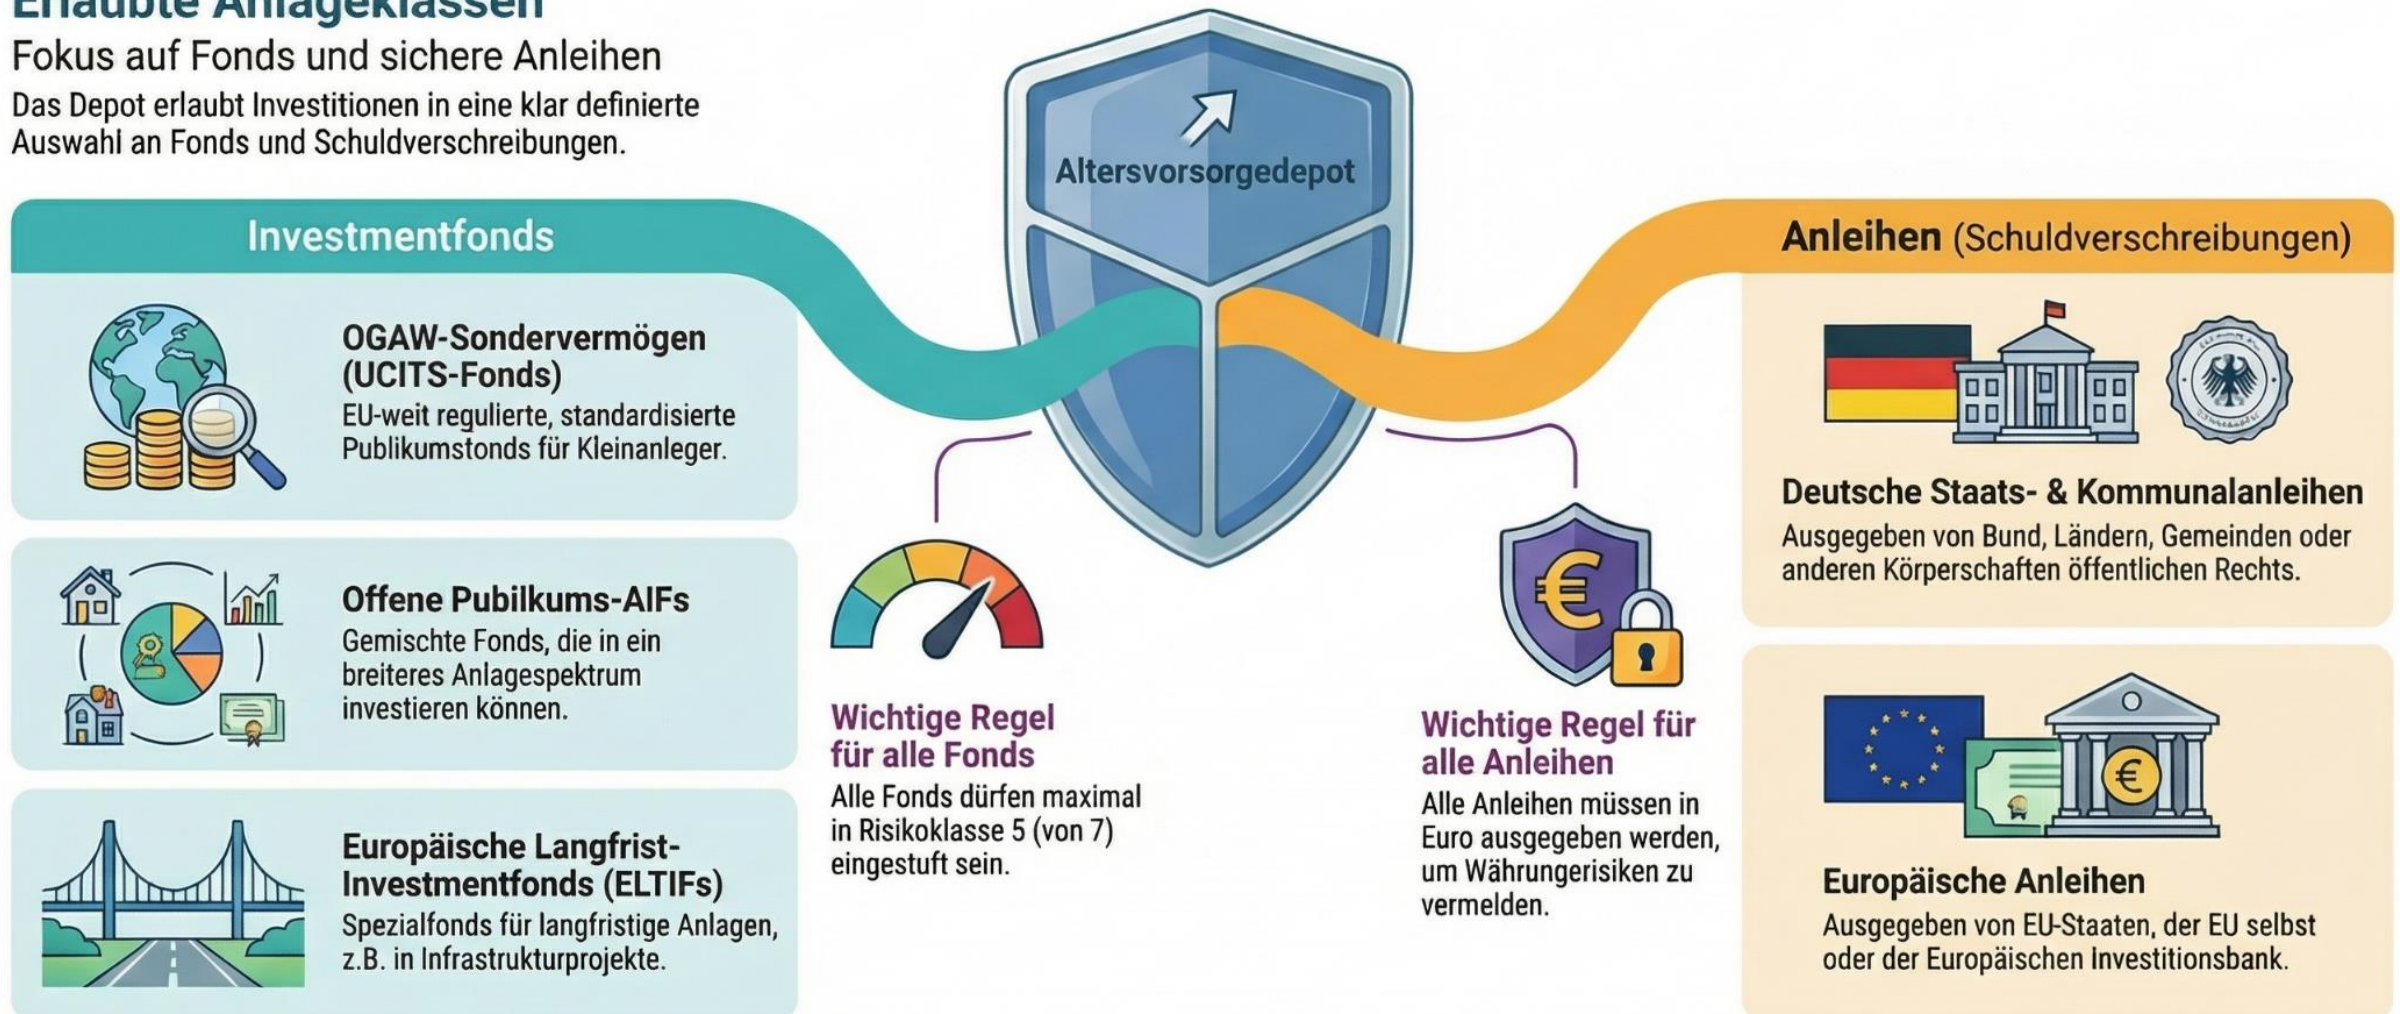 Erlaubte Anlageklassen
Fokus auf Fonds und sichere Anleihen
Das Depot erlaubt Investitionen in eine klar definierte
Auswahl an Fonds und Schuldverschreibungen.
Altersvorsorgedepot
Investmentfonds
OGAW-Sondervermögen
(UCITS-Fonds)
EU-weit regulierte, standardisierte
Publikumstonds für Kleinanleger.
Offene Pubilkums-AIFs
Gemischte Fonds, die in ein
breiteres Anlagespektrum
investieren können.
Europäische Langfrist-
Investmentfonds (ELTIFs)
Spezialfonds für langfristige Anlagen,
z.B. in Infrastrukturprojekte.
Wichtige Regel
für alle Fonds
Alle Fonds dürfen maximal
in Risikoklasse 5 (von 7)
eingestuft sein.
€
Wichtige Regel für
alle Anleihen
Alle Anleihen müssen in
Euro ausgegeben werden,
um Währungerisiken zu
vermelden.
Anleihen (Schuldverschreibungen)
Deutsche Staats- & Kommunalanleihen
Ausgegeben von Bund, Ländern, Gemeinden oder
anderen Körperschaften öffentlichen Rechts.
€
Europäische Anleihen
Ausgegeben von EU-Staaten, der EU selbst
oder der Europäischen Investitionsbank.